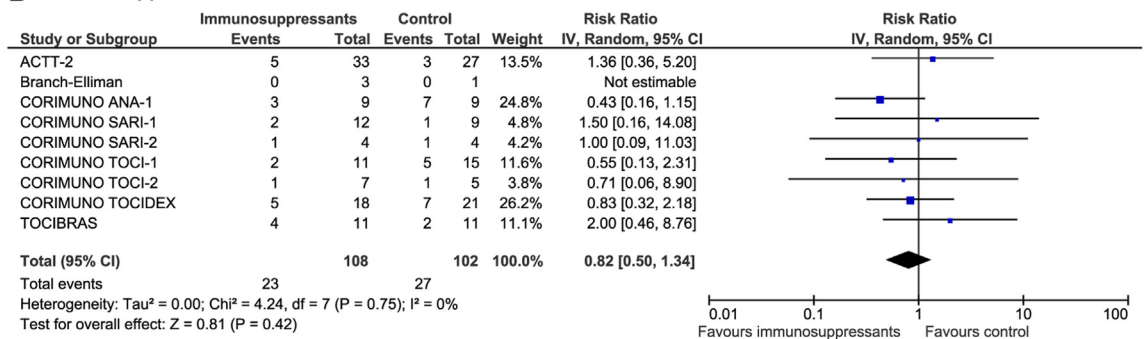 Immunosuppressants Control Risk Ratio Risk Ratio
Study or Subgroup Events Total Events Total Weight IV, Random, 95% CI IV, Random, 95% CI
ACTT-2 5 33 3 27 13.5% 1.36 [0.36, 5.20]
Branch-Elliman 0 3 0 1 Not estimable
CORIMUNO ANA-1 3 9 7 9 24.8% 0.43 [0.16, 1.15]
CORIMUNO SARI-1 2 12 1 9 4.8% 1.50 [0.16, 14.08]
CORIMUNO SARI-2 1 4 1 4 4.2% 1.00 [0.09, 11.03]
CORIMUNO TOCI-1 2 11 5 15 11.6% 0.55 [0.13, 2.31]
CORIMUNO TOCI-2 1 7 1 5 3.8% 0.71 [0.06, 8.90]
CORIMUNO TOCIDEX 5 18 7 21 26.2% 0.83 [0.32, 2.18]
TOCIBRAS 4 11 2 11 11.1% 2.00 [0.46, 8.76]
Total (95% CI) 108 102 100.0% 0.82 [0.50, 1.34]
Total events 23 27
Heterogeneity: Tau² = 0.00; Chi² = 4.24, df = 7 (P = 0.75); I² = 0%
Test for overall effect: Z = 0.81 (P = 0.42)
0.01 0.1 1 10 100
Favours immunosuppressants Favours control